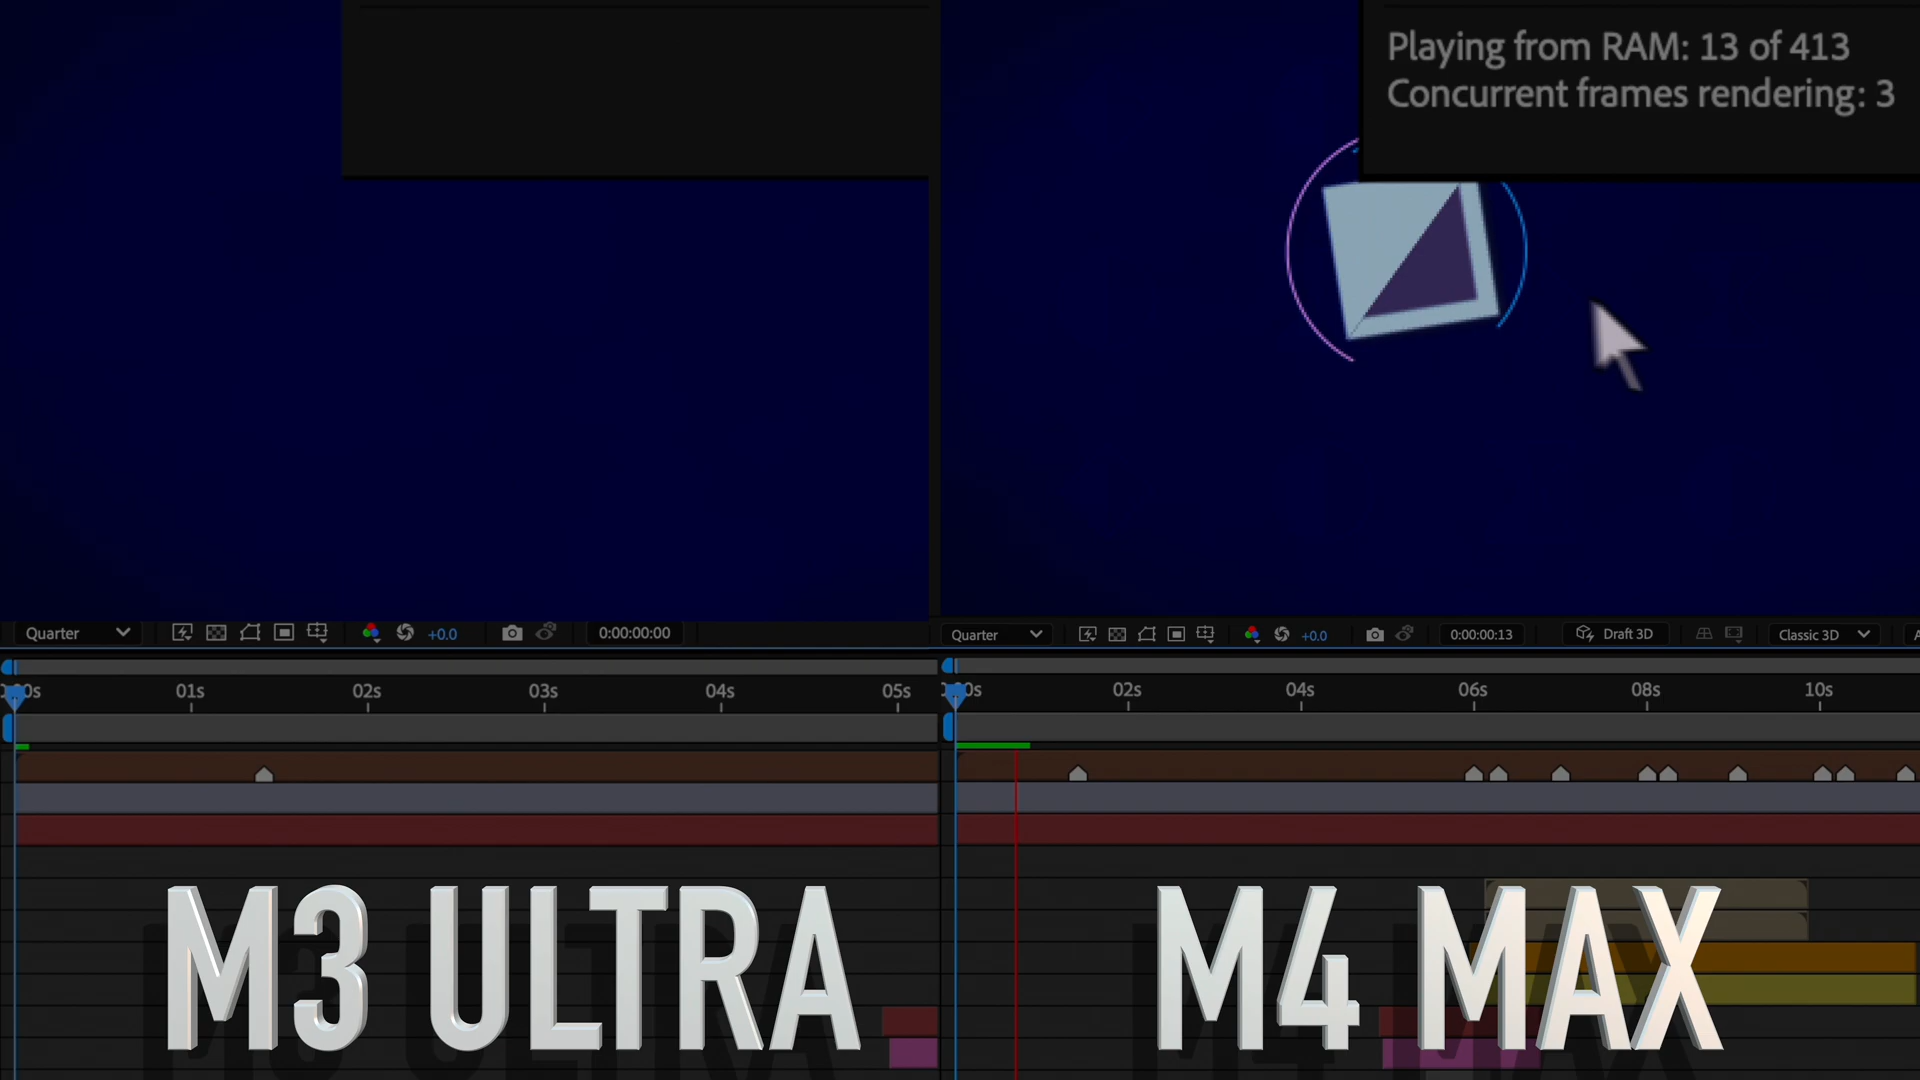 Playing from RAM: 13 of 413
Concurrent frames rendering: 3
Quarter +0.0 0:00:00:00
Quarter +0.0 0:00:00:13 Draft 3D Classic 3D
01s 02s 03s 04s 05s
02s 04s 06s 08s 10s
M3 ULTRA
M4 MAX